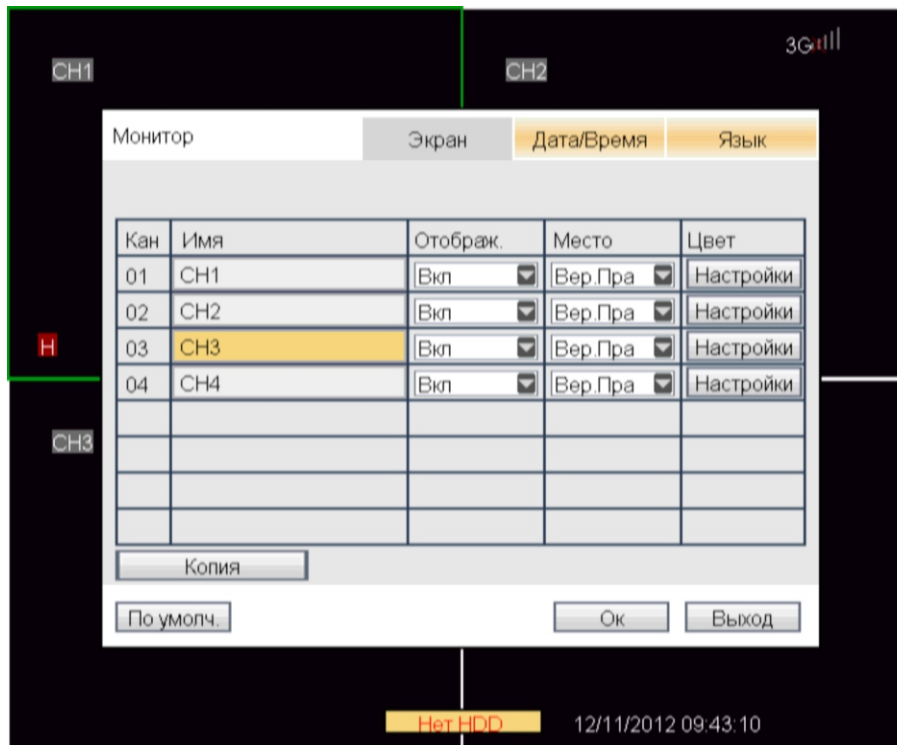 3G
CH1 CH2
Монитор Экран Дата/Время Язык
Кан Имя Отображ. Место Цвет
01 CH1 Вкл Вер.Пра Настройки
02 CH2 Вкл Вер.Пра Настройки
03 CH3 Вкл Вер.Пра Настройки
04 CH4 Вкл Вер.Пра Настройки
H
CH3
Копия
По умолч. Ок Выход
Нет HDD 12/11/2012 09:43:10